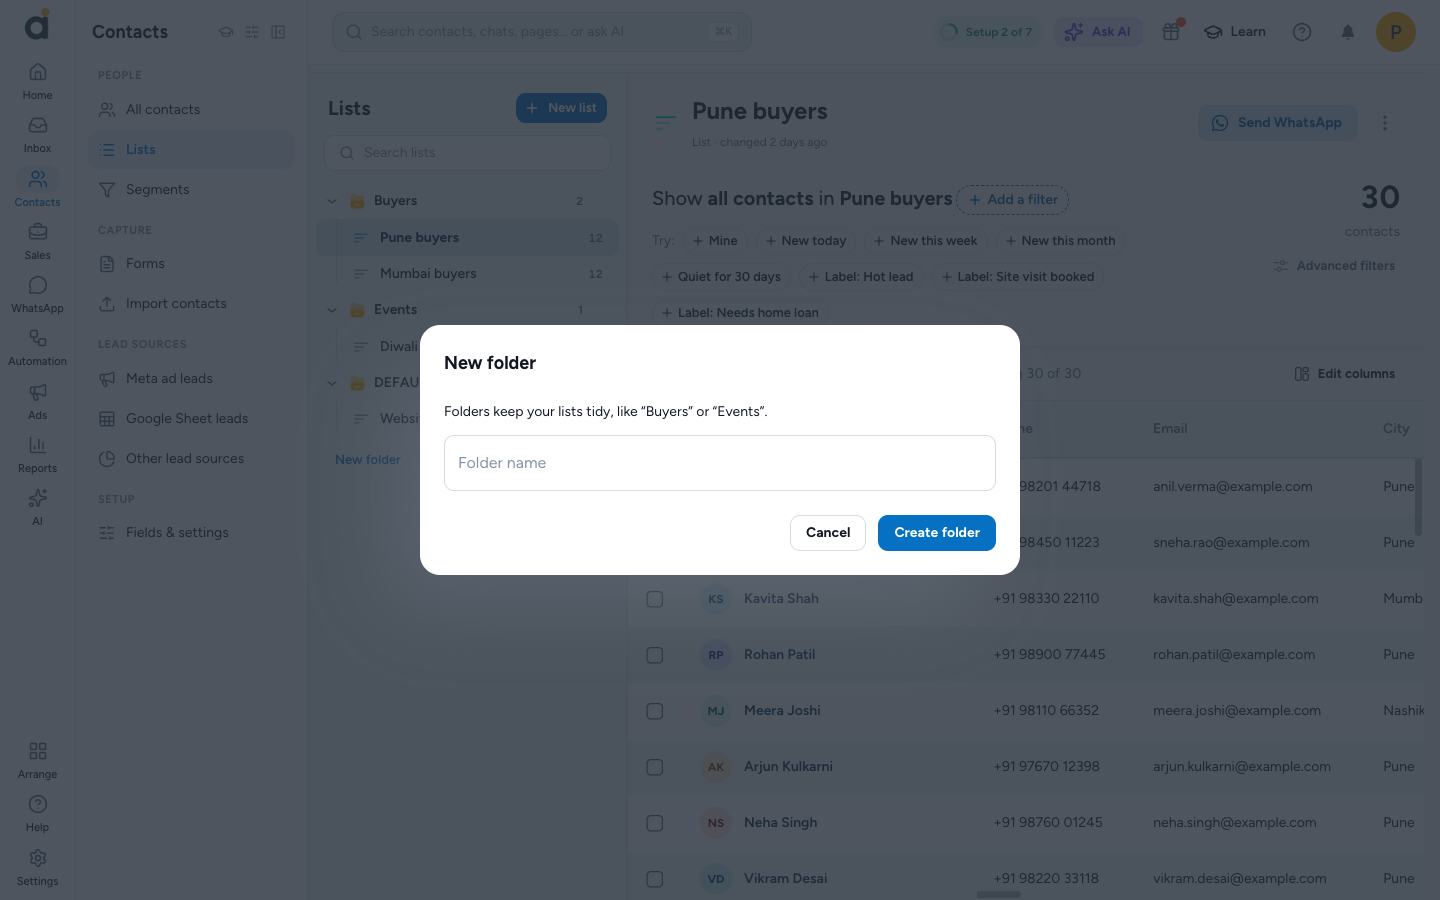 Contacts
Search contacts, chats, pages... or ask AI
⌘K
Setup 2 of 7
Ask AI
Learn
P
Home
Inbox
Contacts
Sales
WhatsApp
Automation
Ads
Reports
AI
Arrange
Help
Settings
PEOPLE
All contacts
Lists
Segments
CAPTURE
Forms
Import contacts
LEAD SOURCES
Meta ad leads
Google Sheet leads
Other lead sources
SETUP
Fields & settings
Lists
+ New list
Search lists
Buyers 2
Pune buyers 12
Mumbai buyers 12
Events 1
Diwali
DEFAU
Websi
New folder
Pune buyers
List · changed 2 days ago
Send WhatsApp
Show all contacts in Pune buyers + Add a filter
30
contacts
Try: + Mine + New today + New this week + New this month
+ Quiet for 30 days + Label: Hot lead + Label: Site visit booked
+ Label: Needs home loan
Advanced filters
30 of 30
Edit columns
Email City
98201 44718 anil.verma@example.com Pune
98450 11223 sneha.rao@example.com Pune
KS Kavita Shah +91 98330 22110 kavita.shah@example.com Mumb
RP Rohan Patil +91 98900 77445 rohan.patil@example.com Pune
MJ Meera Joshi +91 98110 66352 meera.joshi@example.com Nashik
AK Arjun Kulkarni +91 97670 12398 arjun.kulkarni@example.com Pune
NS Neha Singh +91 98760 01245 neha.singh@example.com Pune
VD Vikram Desai +91 98220 33118 vikram.desai@example.com Pune
New folder
Folders keep your lists tidy, like “Buyers” or “Events”.
Folder name
Cancel
Create folder